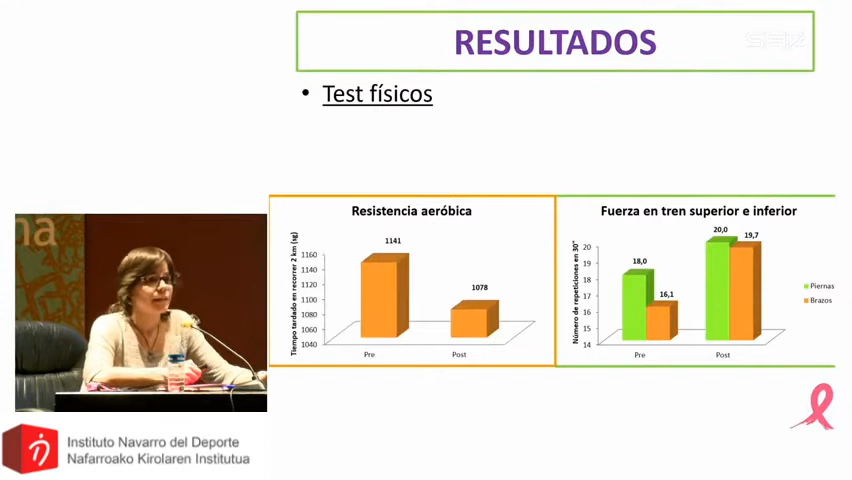 RESULTADOS
SER
• Test físicos
Resistencia aeróbica
Tiempo tardado en recorrer 2 km (sg)
1160
1140
1120
1100
1080
1060
1040
1141
1078
Pre
Post
Fuerza en tren superior e inferior
Número de repeticiones en 30"
20
19
18
17
16
15
14
18,0
16,1
20,0
19,7
Pre
Post
Piernas
Brazos
na
Instituto Navarro del Deporte
Nafarroako Kirolaren Institutua